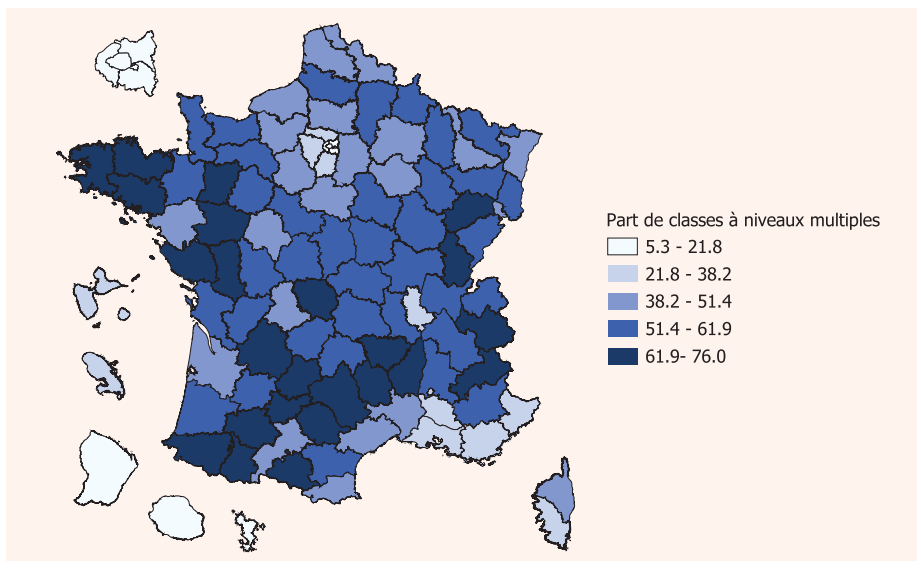 Part de classes à niveaux multiples
5.3 - 21.8
21.8 - 38.2
38.2 - 51.4
51.4 - 61.9
61.9- 76.0